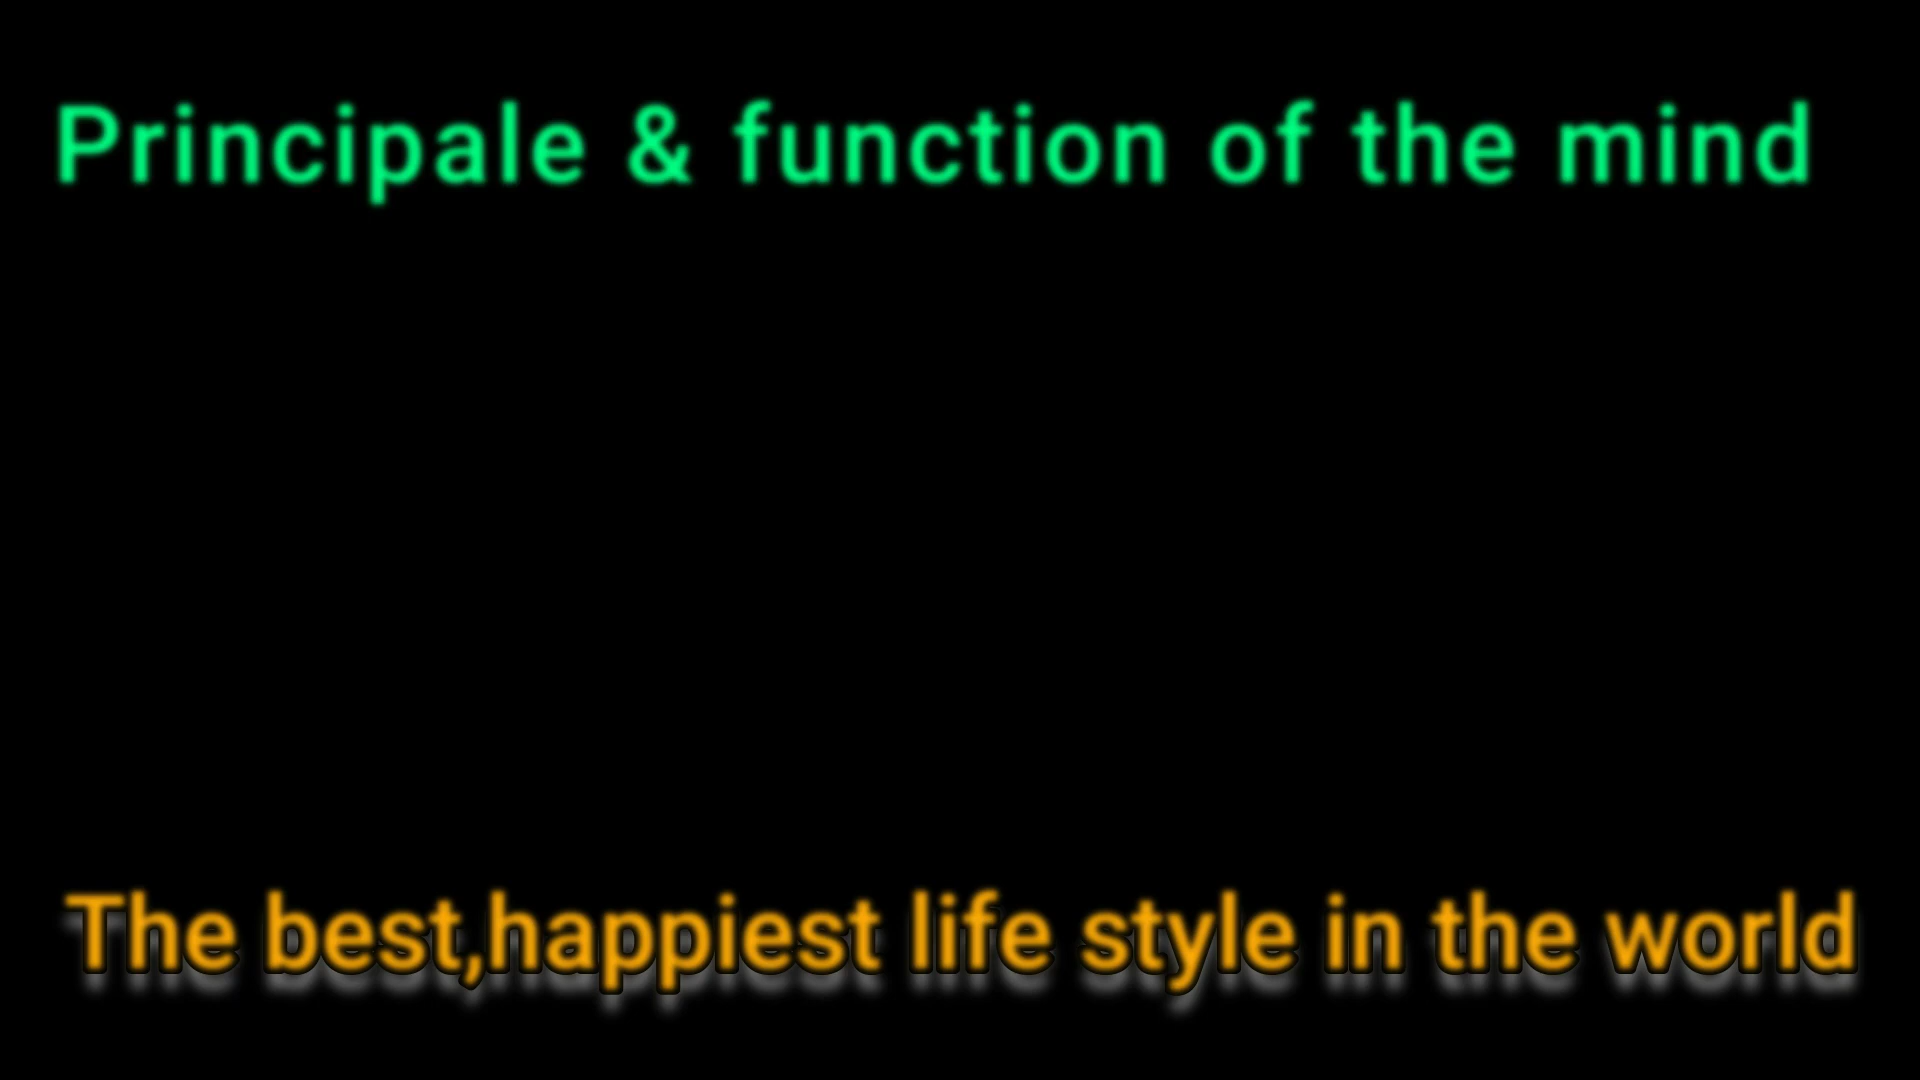 Principale & function of the mind
The best,happiest life style in the world